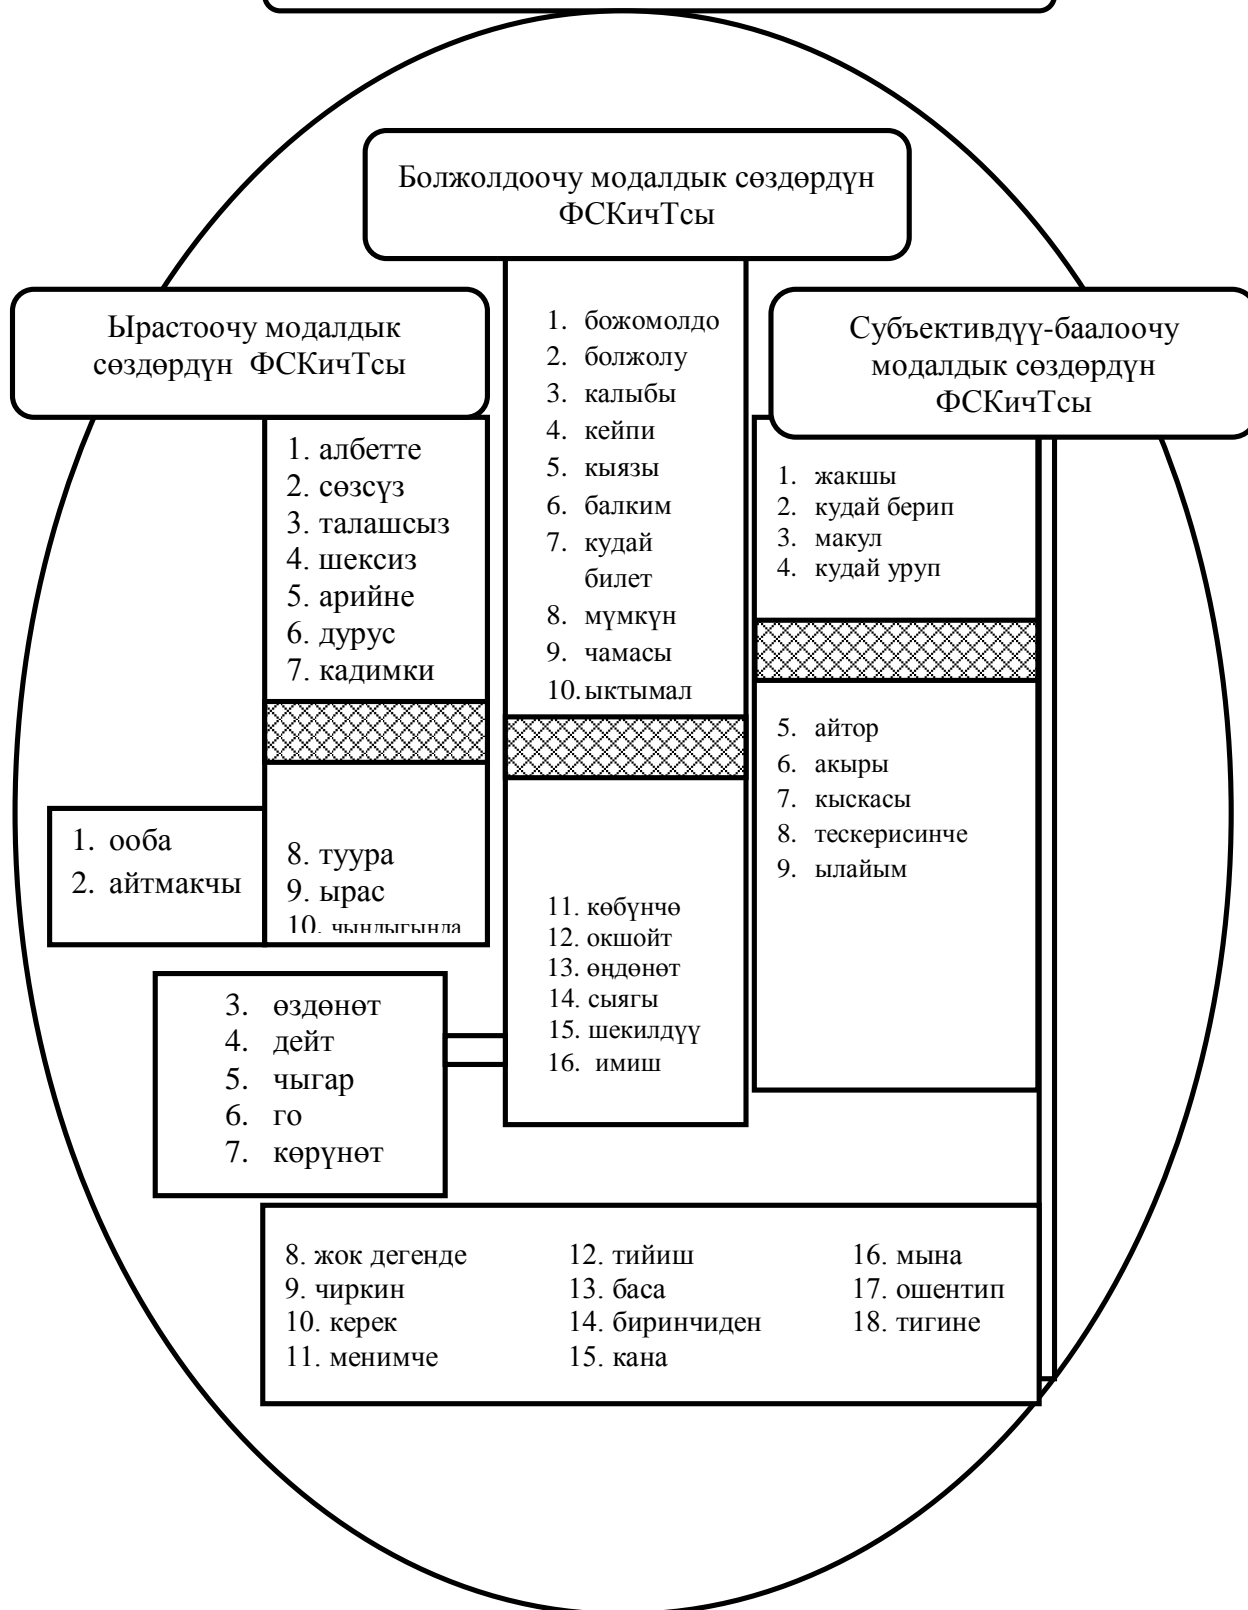 Болжолдоочу модалдык сөздөрдүн
ФСКичТсы
Ырастоочу модалдык
сөздөрдүн ФСКичТсы
Субъективдүү-баалоочу
модалдык сөздөрдүн
ФСКичТсы
1. албетте
2. сөзсүз
3. талашсыз
4. шексиз
5. арийне
6. дурус
7. кадимки
8. туура
9. ырас
10. чындыгында
1. ооба
2. айтмакчы
1. божомолдо
2. болжолу
3. калыбы
4. кейпи
5. кыязы
6. балким
7. кудай
билет
8. мүмкүн
9. чамасы
10. ыктымал
11. көбүнчө
12. окшойт
13. өңдөнөт
14. сыягы
15. шекилдүү
16. имиш
3. өздөнөт
4. дейт
5. чыгар
6. го
7. көрүнөт
1. жакшы
2. кудай берип
3. макул
4. кудай уруп
5. айтор
6. акыры
7. кыскасы
8. тескерисинче
9. ылайым
8. жок дегенде
9. чиркин
10. керек
11. менимче
12. тийиш
13. баса
14. биринчиден
15. кана
16. мына
17. ошентип
18. тигине